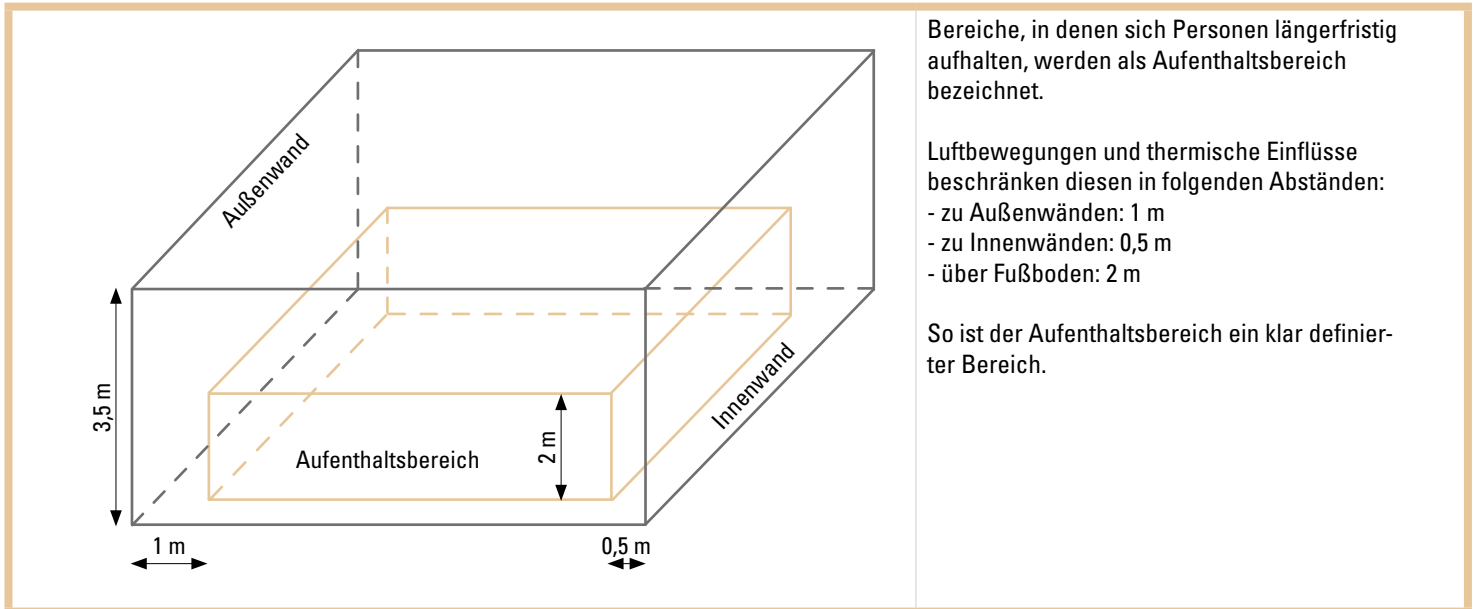 Außenwand
3,5 m
Aufenthaltsbereich
2 m
Innenwand
1 m
0,5 m
Bereiche, in denen sich Personen längerfristig
aufhalten, werden als Aufenthaltsbereich
bezeichnet.
Luftbewegungen und thermische Einflüsse
beschränken diesen in folgenden Abständen:
- zu Außenwänden: 1 m
- zu Innenwänden: 0,5 m
- über Fußboden: 2 m
So ist der Aufenthaltsbereich ein klar definier-
ter Bereich.